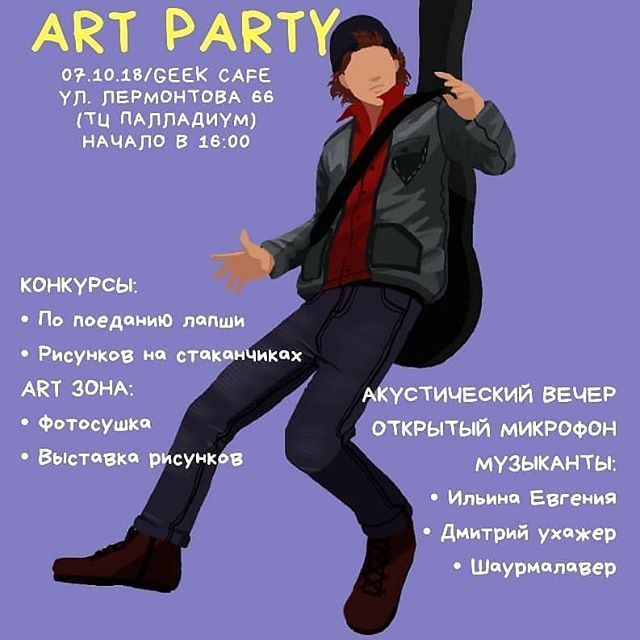 ART PARTY
07.10.18/GEEK CAFE
УЛ. ЛЕРМОНТОВА 66
(ТЦ ПАЛЛАДИУМ)
НАЧАЛО В 16:00
КОНКУРСЫ:
• По поеданию лапши
• Рисунков на стаканчиках
ART ЗОНА:
• Фотосушка
• Выставка рисунков
АКУСТИЧЕСКИЙ ВЕЧЕР
ОТКРЫТЫЙ МИКРОФОН
МУЗЫКАНТЫ:
• Ильина Евгения
• Дмитрий ухажер
• Шаурмалавер